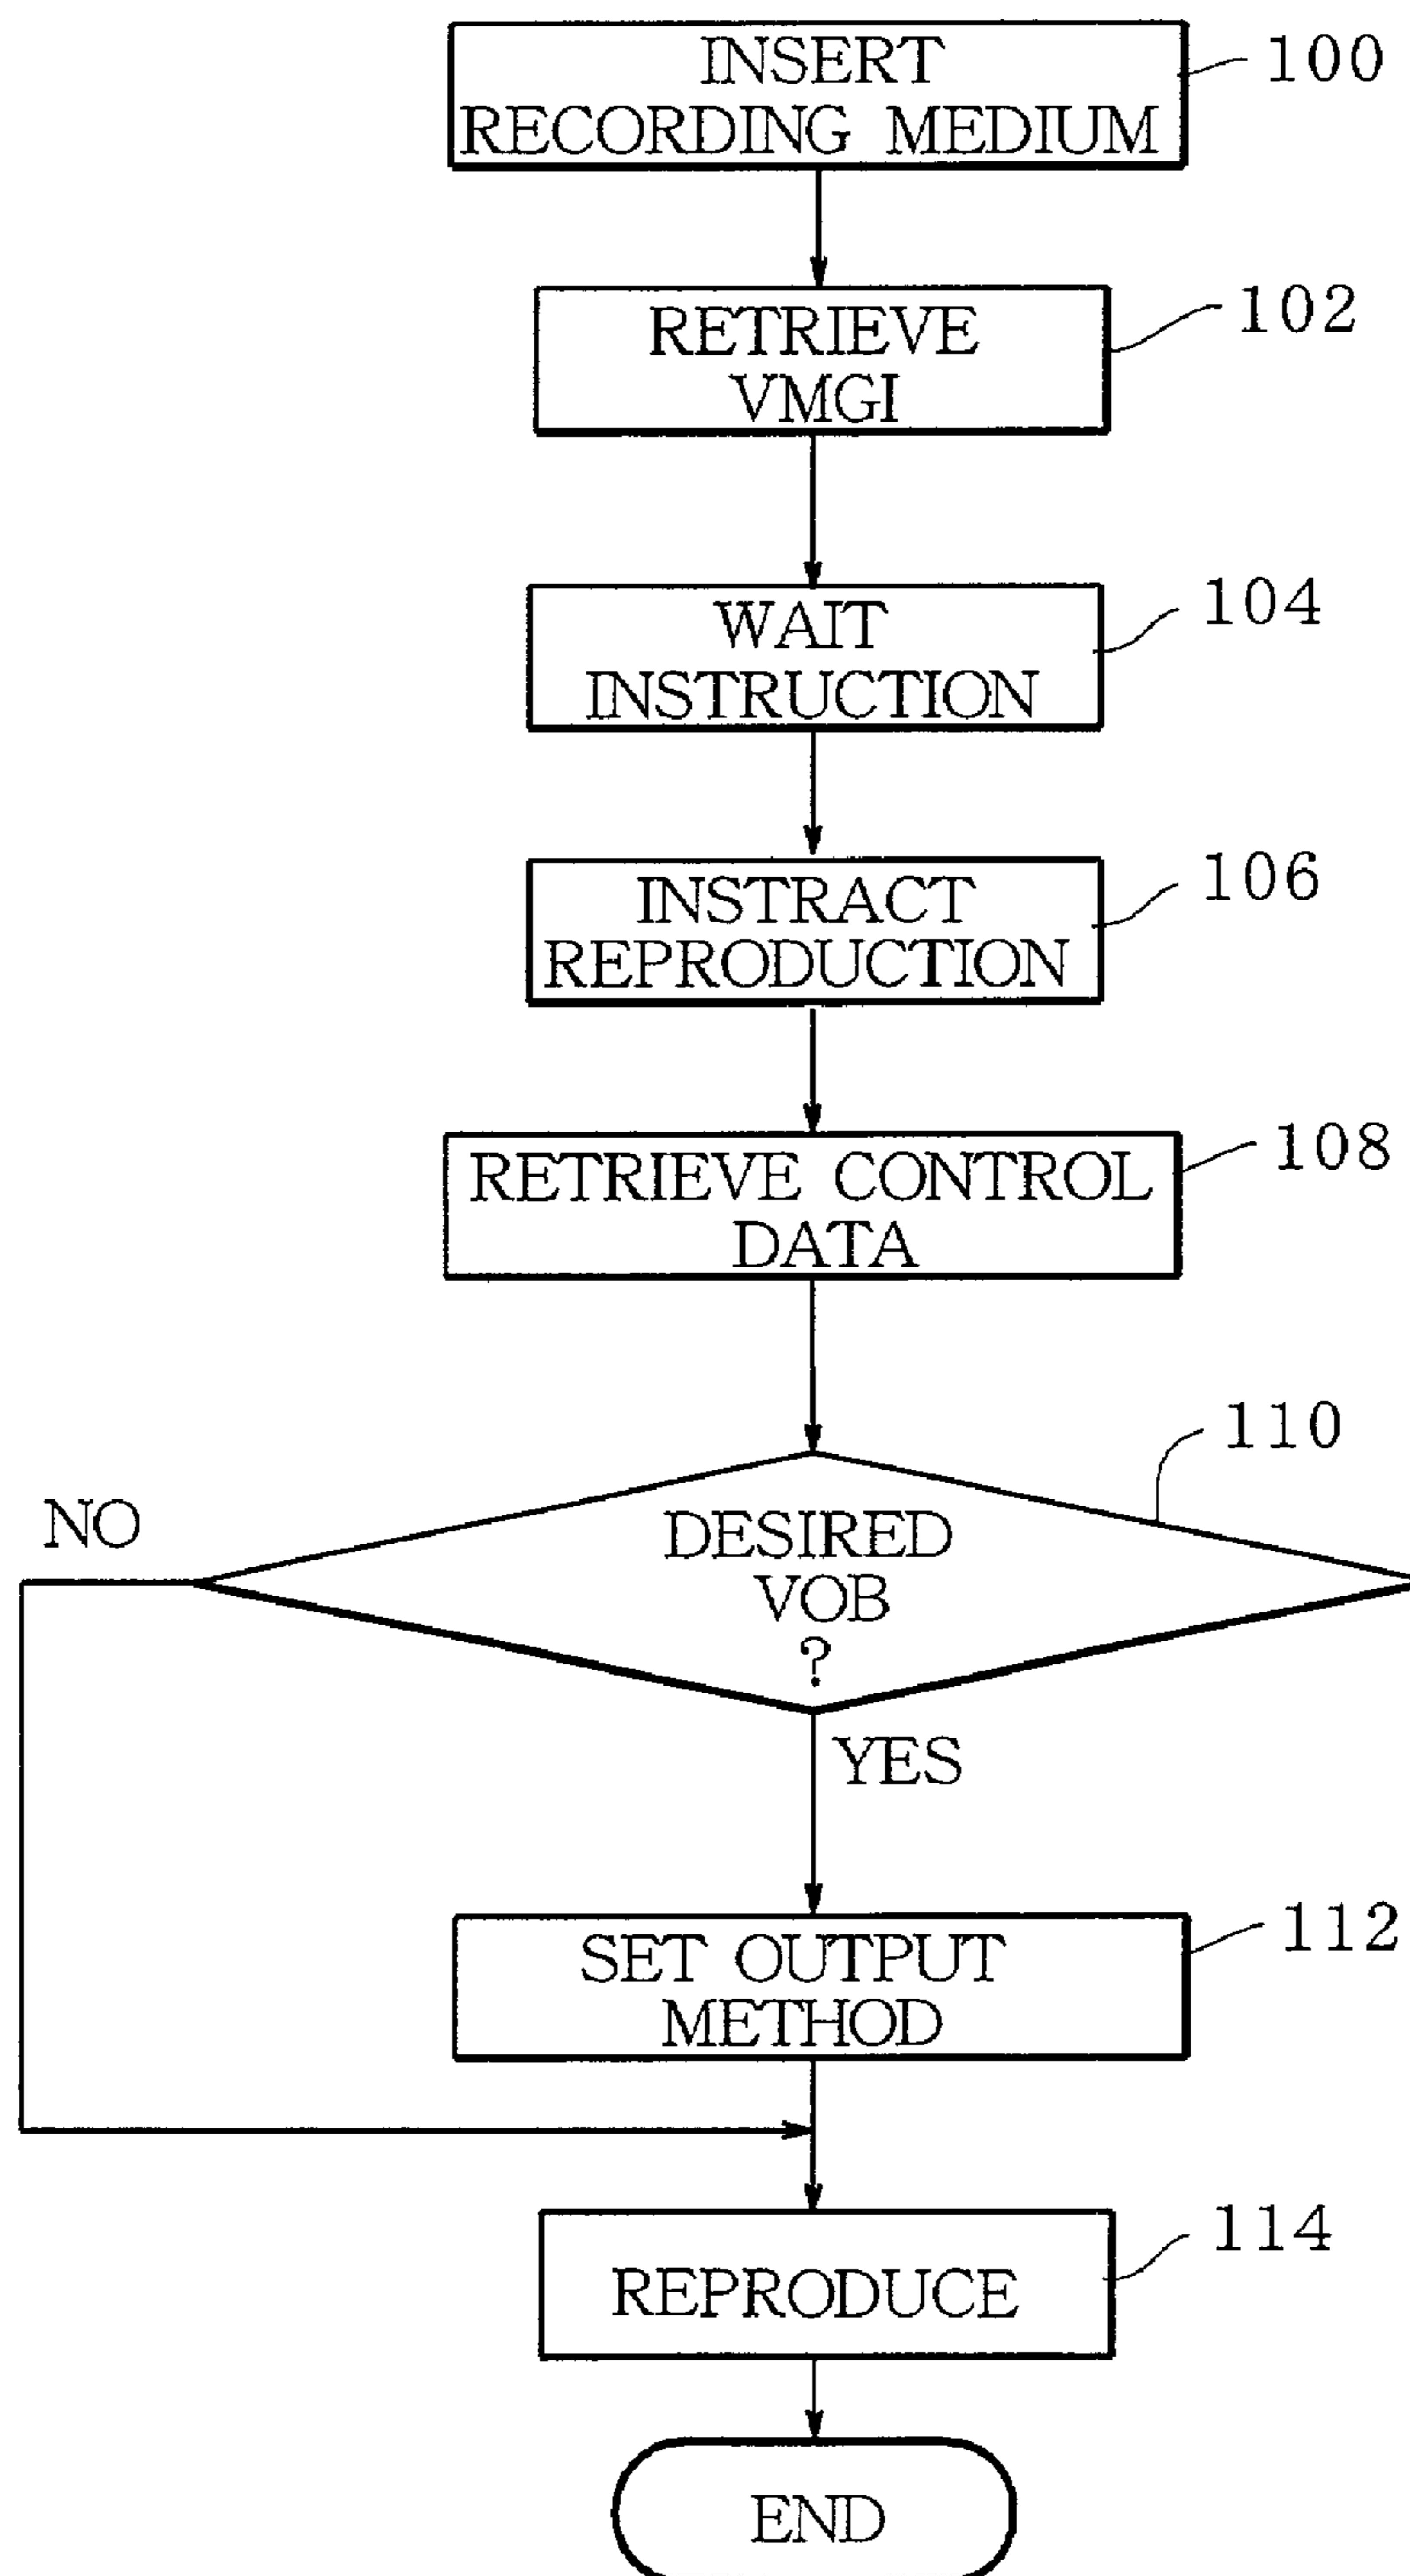 INSERT
RECORDING MEDIUM
100
RETRIEVE
VMGI
102
WAIT
INSTRUCTION
104
INSTRACT
REPRODUCTION
106
RETRIEVE CONTROL
DATA
108
110
NO
DESIRED
VOB
?
YES
SET OUTPUT
METHOD
112
REPRODUCE
114
END